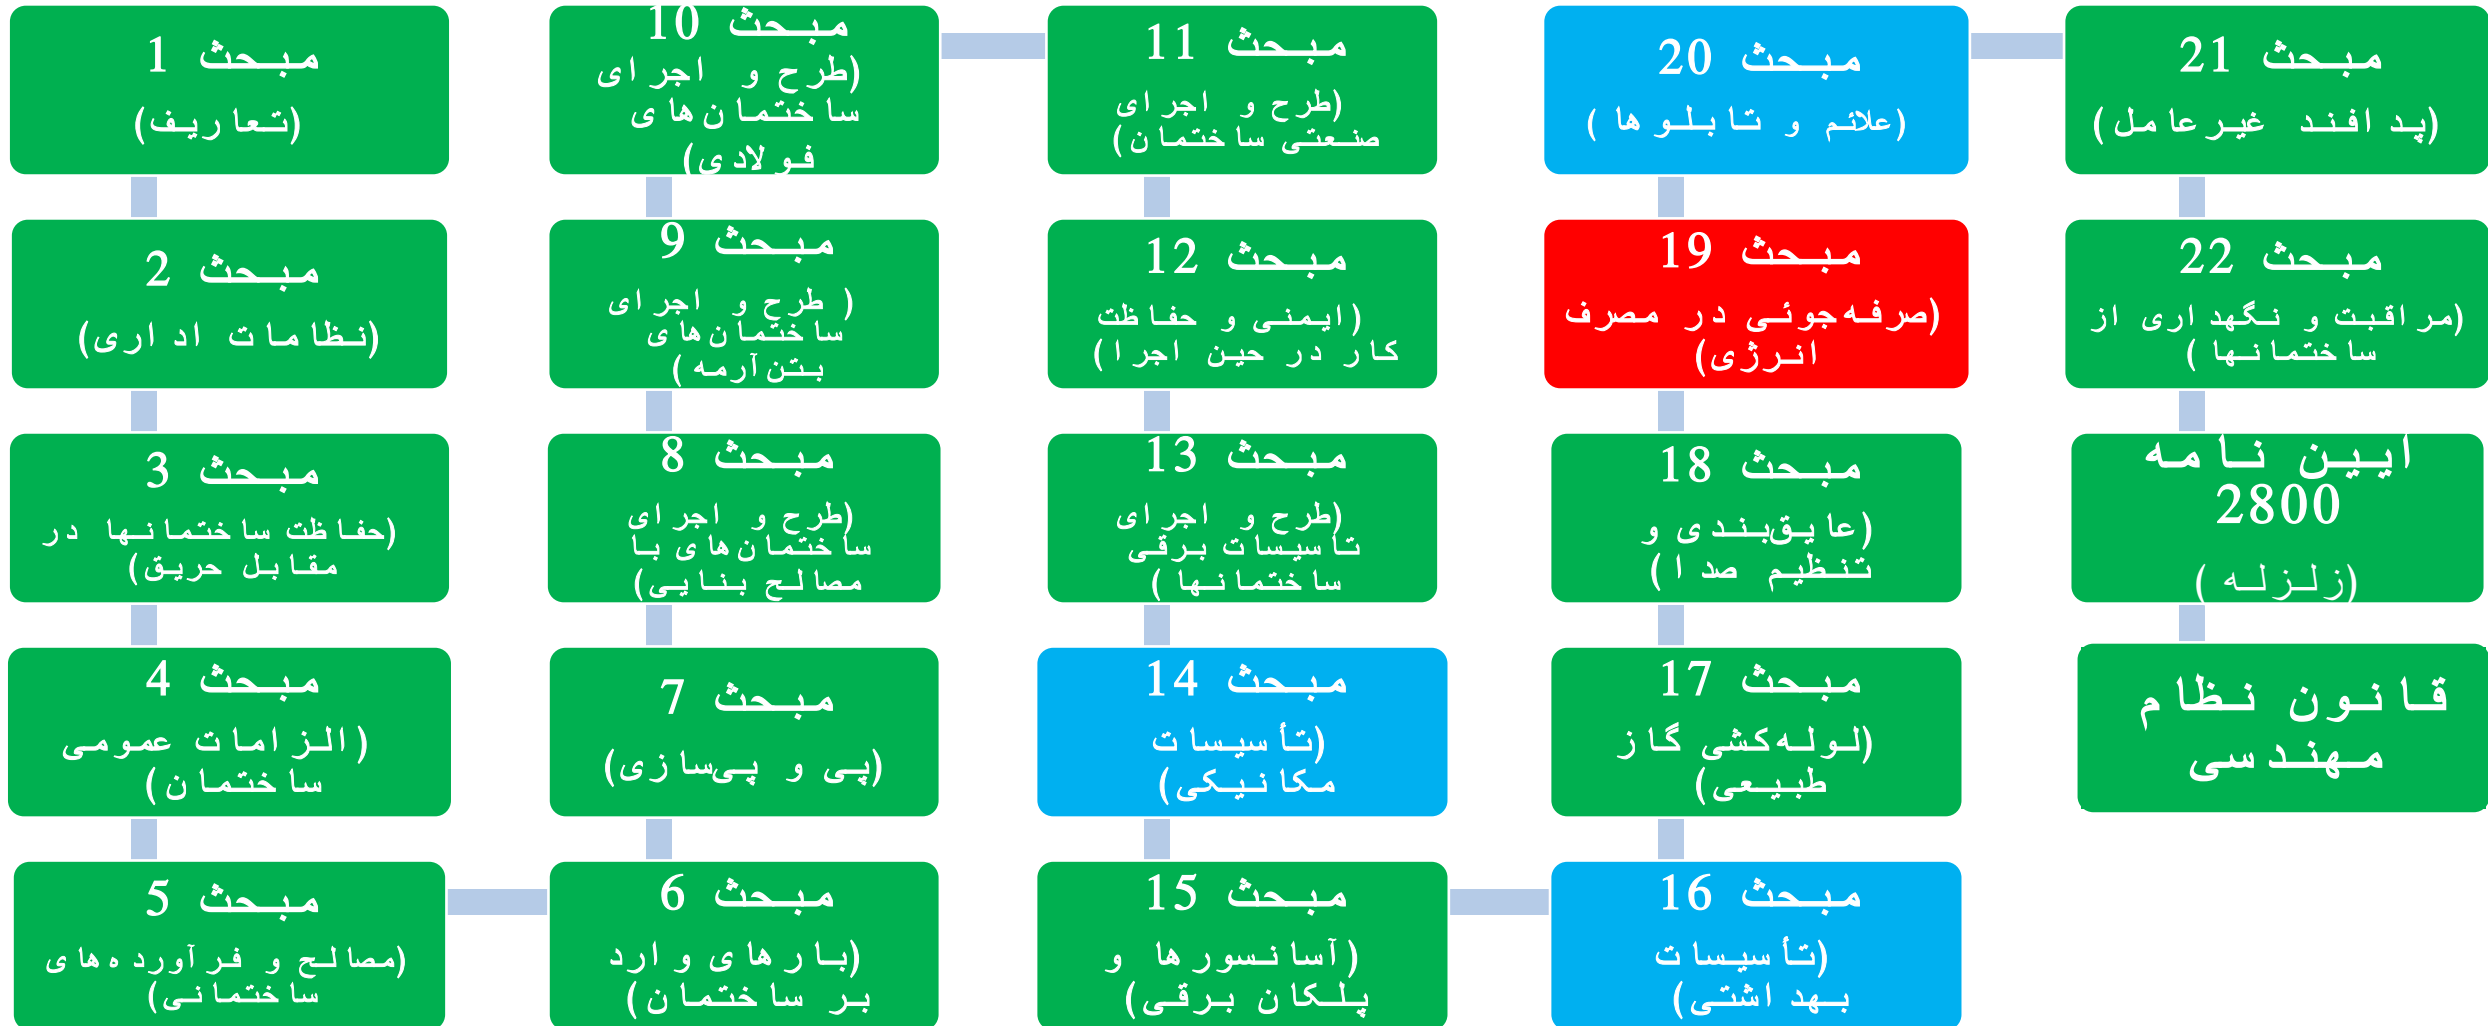 مبحث 1
(تعاریف)
مبحث 2
(نظامات اداری)
مبحث 3
(حفاظت ساختمانها در
مقابل حریق)
مبحث 4
(الزامات عمومی
ساختمان)
مبحث 5
(مصالح و فرآورده‌های
ساختمانی)
مبحث 6
(بارهای وارد
بر ساختمان)
مبحث 7
(پی و پی‌سازی)
مبحث 8
(طرح و اجرای
ساختمان‌های با
مصالح بنایی)
مبحث 9
( طرح و اجرای
ساختمان‌های
بتن‌آرمه)
مبحث 10
(طرح و اجرای
ساختمان‌های
فولادی)
مبحث 11
(طرح و اجرای
صنعتی ساختمان)
مبحث 12
(ایمنی و حفاظت
کار در حین اجرا)
مبحث 13
(طرح و اجرای
تاسیسات برقی
ساختمانها)
مبحث 14
(تأسیسات
مکانیکی)
مبحث 15
(آسانسورها و
پلکان برقی)
مبحث 16
(تأسیسات
بهداشتی)
مبحث 17
(لوله‌کشی گاز
طبیعی)
مبحث 18
(عایق‌بندی و
تنظیم صدا)
مبحث 19
(صرفه‌جوئی در مصرف
انرژی)
مبحث 20
(علائم و تابلوها)
مبحث 21
(پدافند غیرعامل)
مبحث 22
(مراقبت و نگهداری از
ساختمانها)
ایین نامه
2800
(زلزله)
قانون نظام
مهندسی